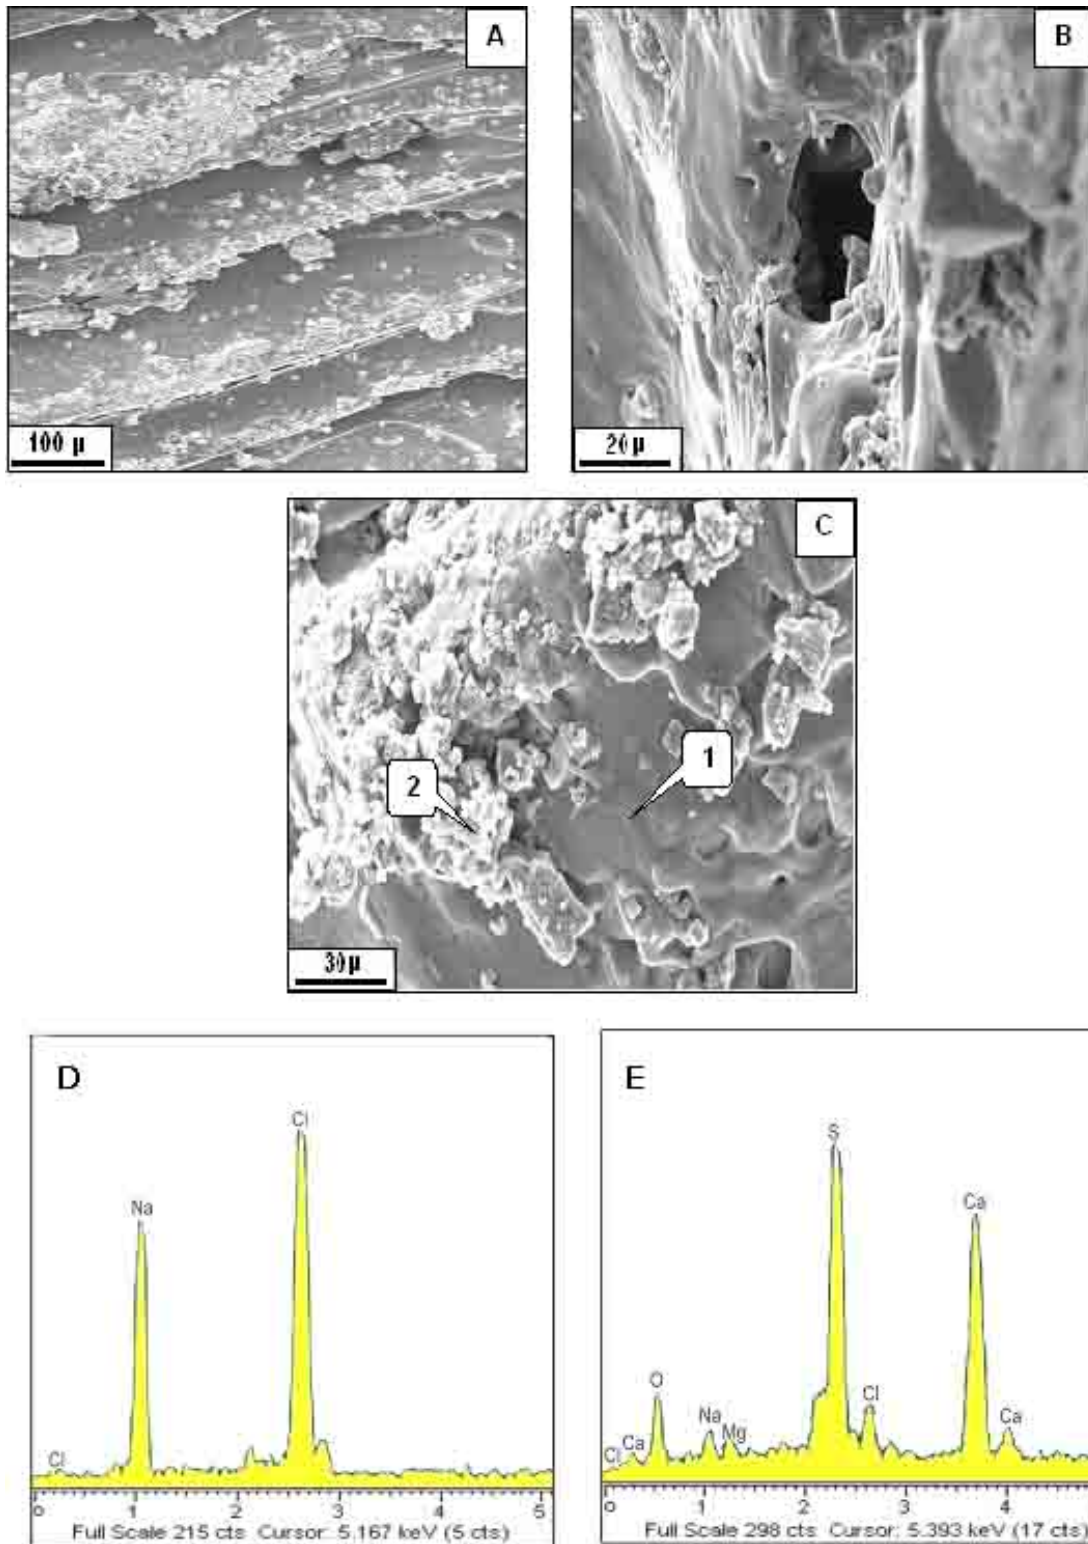 A
B
100 µ
20µ
C
1
2
30µ
D
Cl
Na
Cl
0 1 2 3 4 5
Full Scale 215 cts Cursor: 5.167 keV (5 cts)
E
S
Ca
O
Cl
Na
Mg
Ca
Ca
Cl
0 1 2 3 4
Full Scale 298 cts Cursor: 5.393 keV (17 cts)